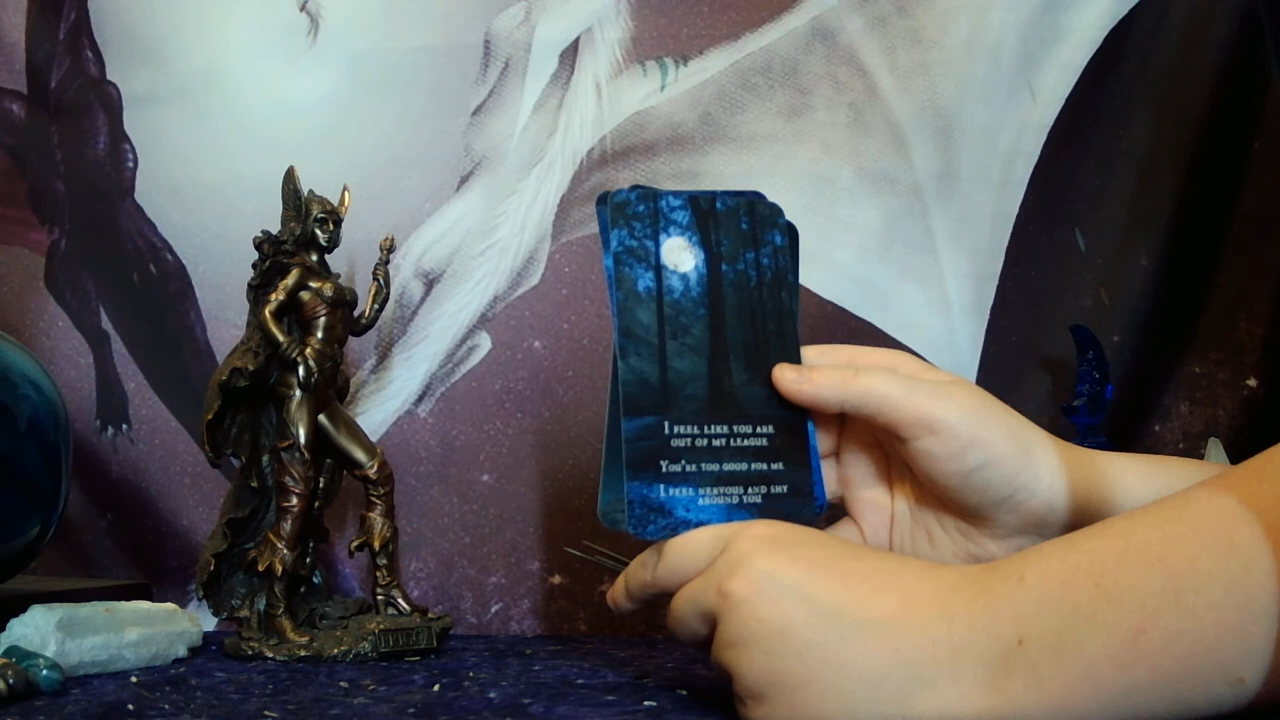 I FEEL LIKE YOU ARE
OUT OF MY LEAGUE
YOU'RE TOO GOOD FOR ME
I FEEL NERVOUS AND SHY
AROUND YOU